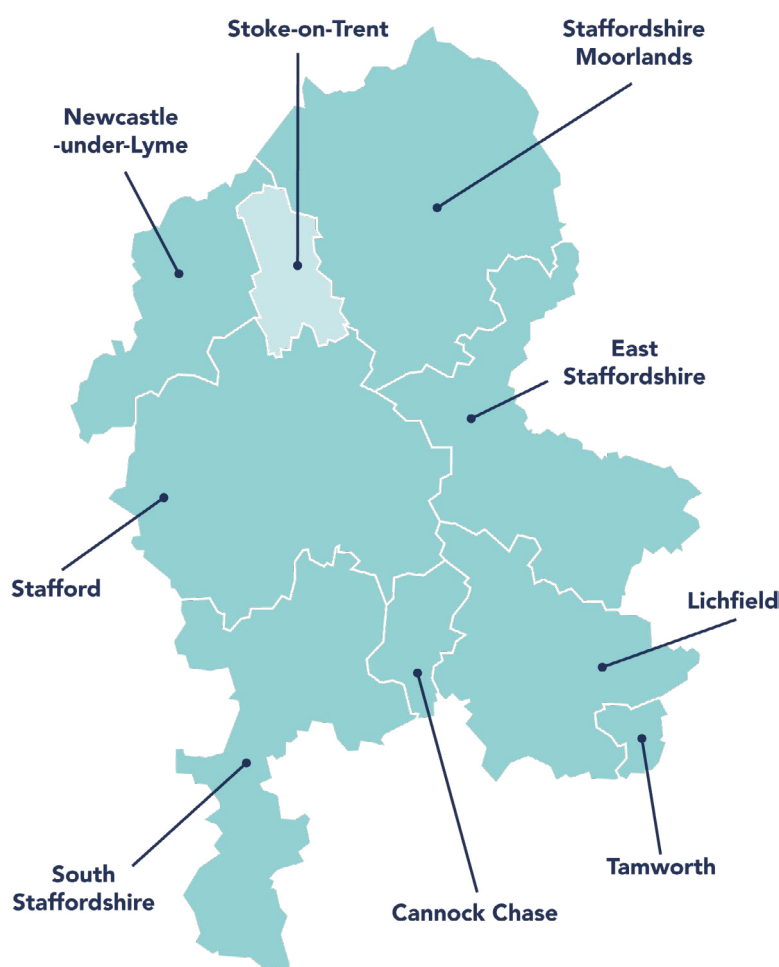 Stoke-on-Trent
Staffordshire
Moorlands
Newcastle
-under-Lyme
East
Staffordshire
Stafford
Lichfield
South
Staffordshire
Cannock Chase
Tamworth